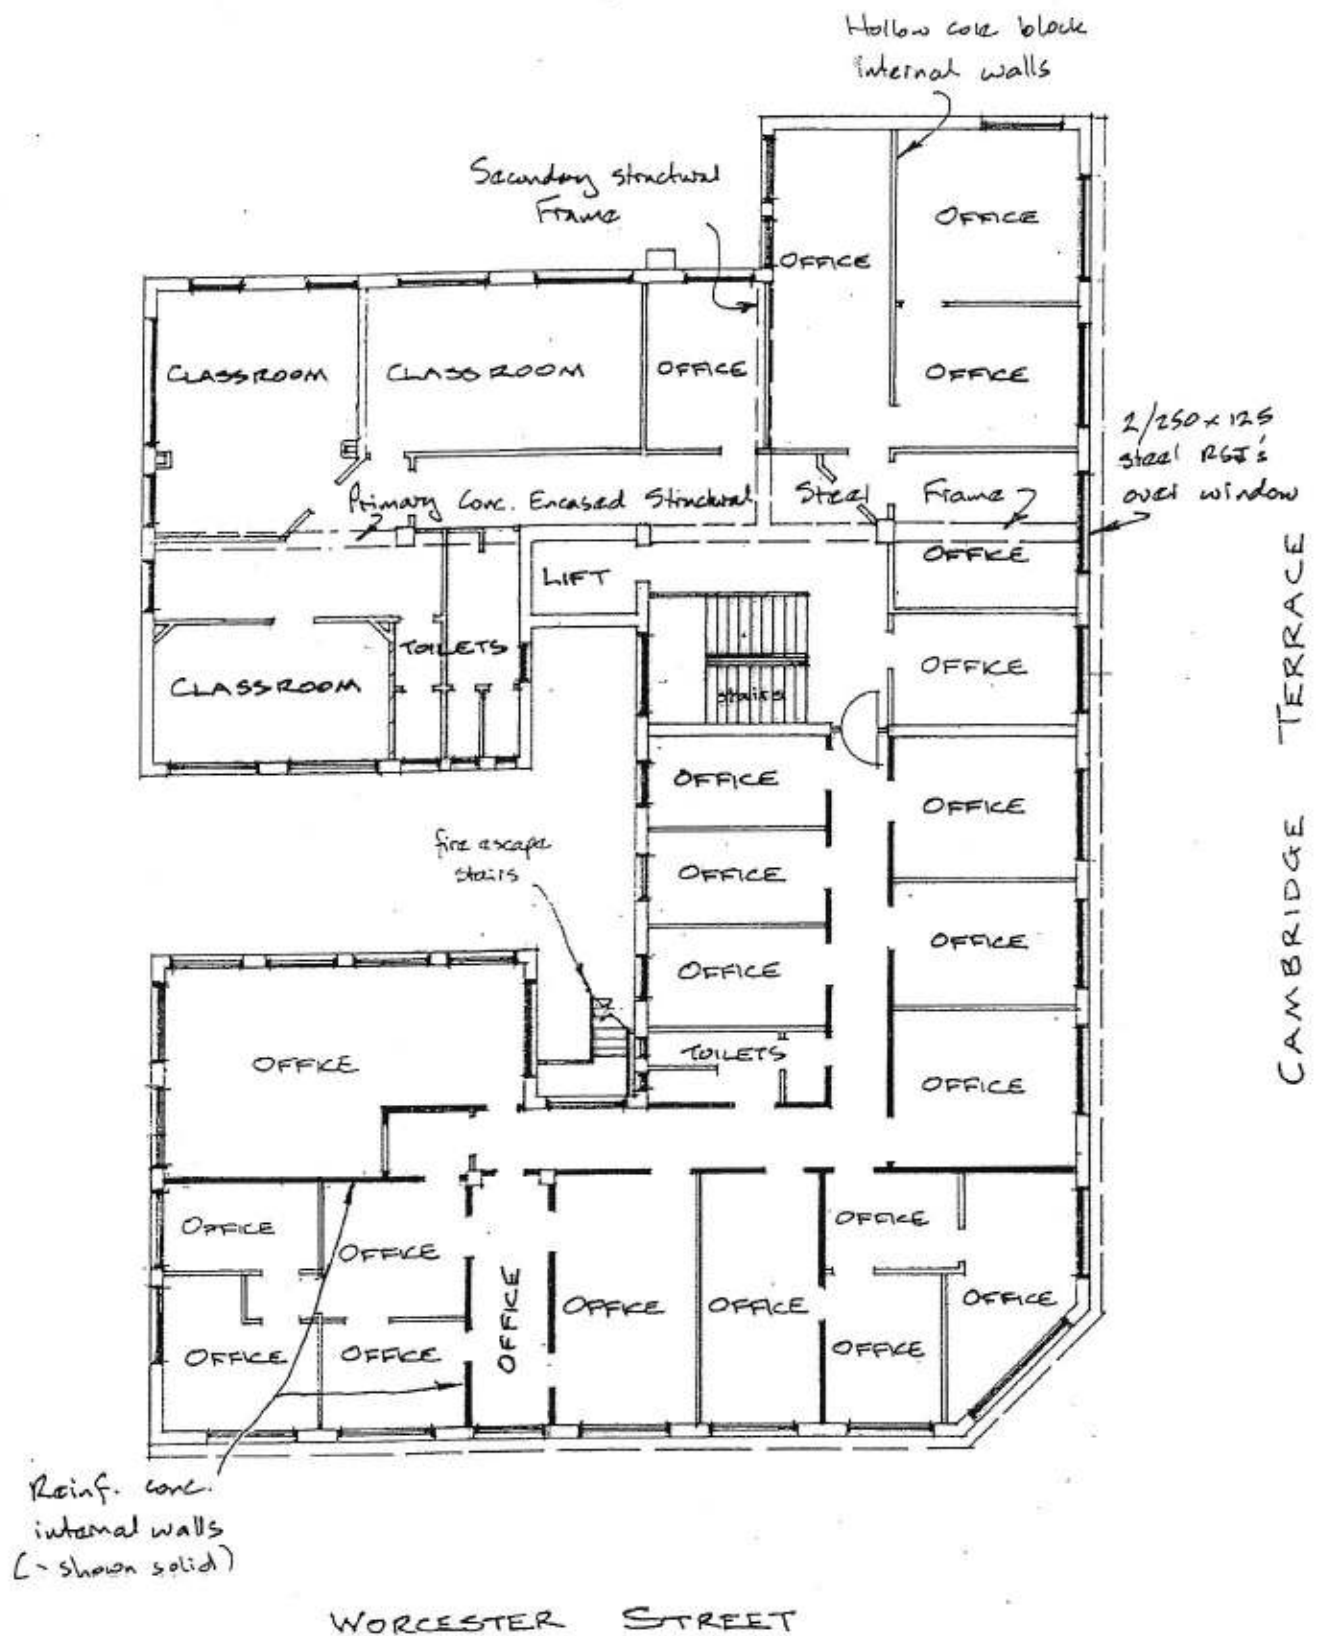 Hollow core block
internal walls
Secondary structural
Frame
OFFICE
OFFICE
CLASSROOM
CLASSROOM
OFFICE
OFFICE
2/250 x 125
steel RSJ's
over window
Primary Conc. Encased Structural Steel Frame
OFFICE
LIFT
TOILETS
stairs
OFFICE
CLASSROOM
OFFICE
OFFICE
fire escape
stairs
OFFICE
OFFICE
OFFICE
TOILETS
OFFICE
OFFICE
OFFICE
OFFICE
OFFICE
OFFICE
OFFICE
OFFICE
OFFICE
OFFICE
OFFICE
OFFICE
OFFICE
CAMBRIDGE TERRACE
Reinf. conc.
internal walls
(- shown solid)
WORCESTER STREET